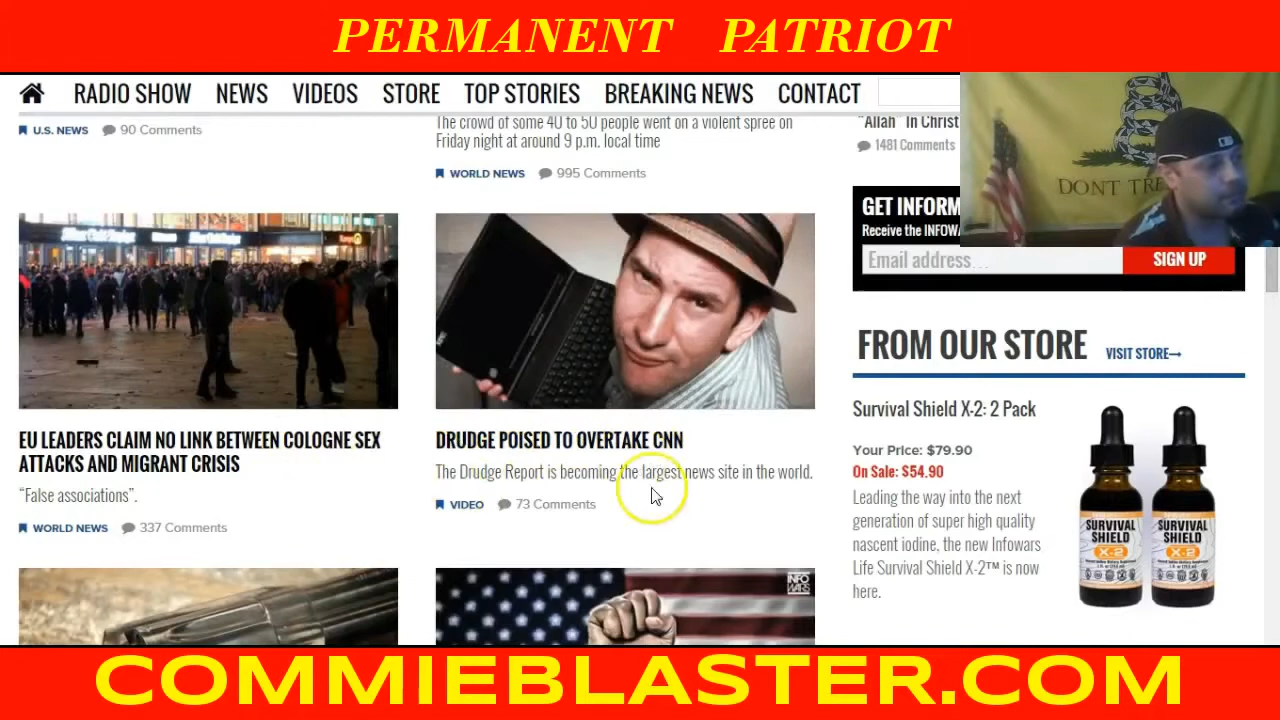 PERMANENT PATRIOT
RADIO SHOW NEWS VIDEOS STORE TOP STORIES BREAKING NEWS CONTACT
U.S. NEWS 90 Comments
The crowd of some 40 to 50 people went on a violent spree on
Friday night at around 9 p.m. local time
WORLD NEWS 995 Comments
"Allah" In Christ
1481 Comments
DONT TRE
GET INFORM
Receive the INFOW
Email address...
SIGN UP
EU LEADERS CLAIM NO LINK BETWEEN COLOGNE SEX
ATTACKS AND MIGRANT CRISIS
"False associations".
WORLD NEWS 337 Comments
DRUDGE POISED TO OVERTAKE CNN
The Drudge Report is becoming the largest news site in the world.
VIDEO 73 Comments
INFO
WARS
FROM OUR STORE VISIT STORE→
Survival Shield X-2: 2 Pack
Your Price: $79.90
On Sale: $54.90
Leading the way into the next
generation of super high quality
nascent iodine, the new Infowars
Life Survival Shield X-2™ is now
here.
SURVIVAL
SHIELD
X-2
SURVIVAL
SHIELD
X-2
COMMIEBLASTER.COM